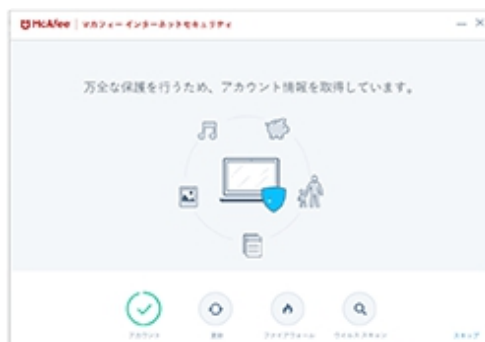 McAfee | マカフィー インターネットセキュリティ
万全な保護を行うため、アカウント情報を取得しています。
アカウント
更新
ファイアウォール
ウイルススキャン
スキップ